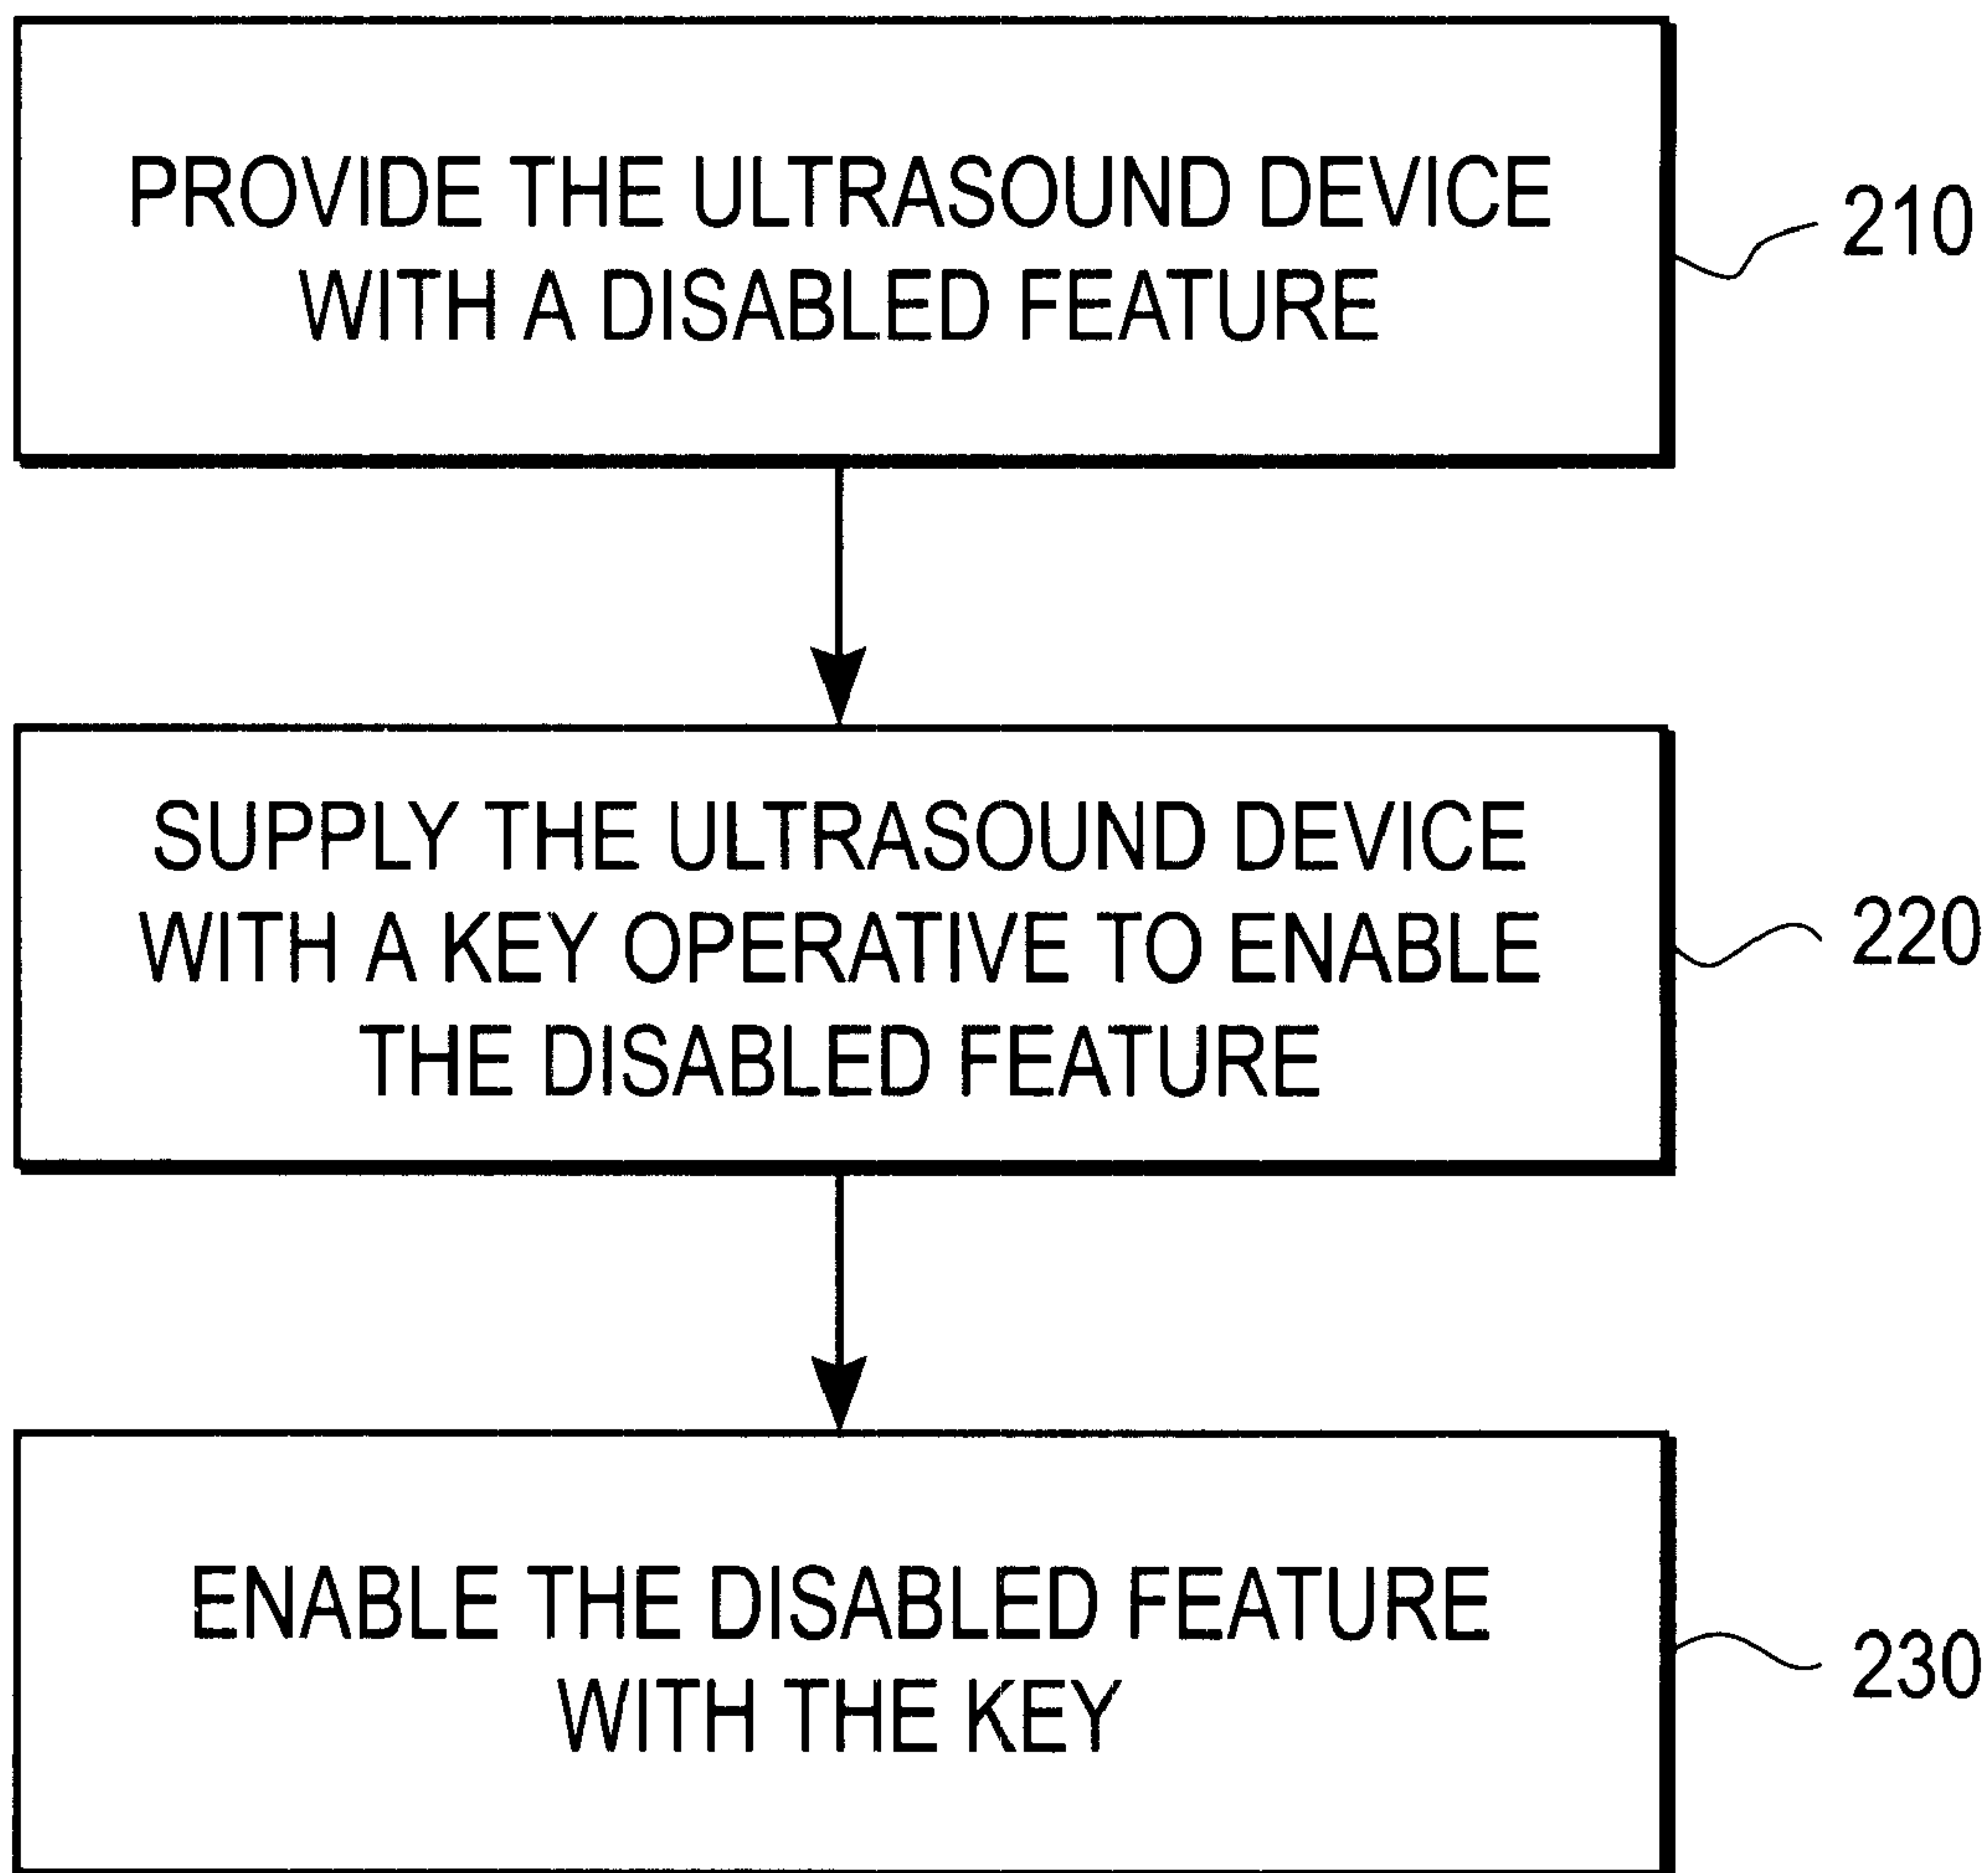 PROVIDE THE ULTRASOUND DEVICE
WITH A DISABLED FEATURE
210
SUPPLY THE ULTRASOUND DEVICE
WITH A KEY OPERATIVE TO ENABLE
THE DISABLED FEATURE
220
ENABLE THE DISABLED FEATURE
WITH THE KEY
230